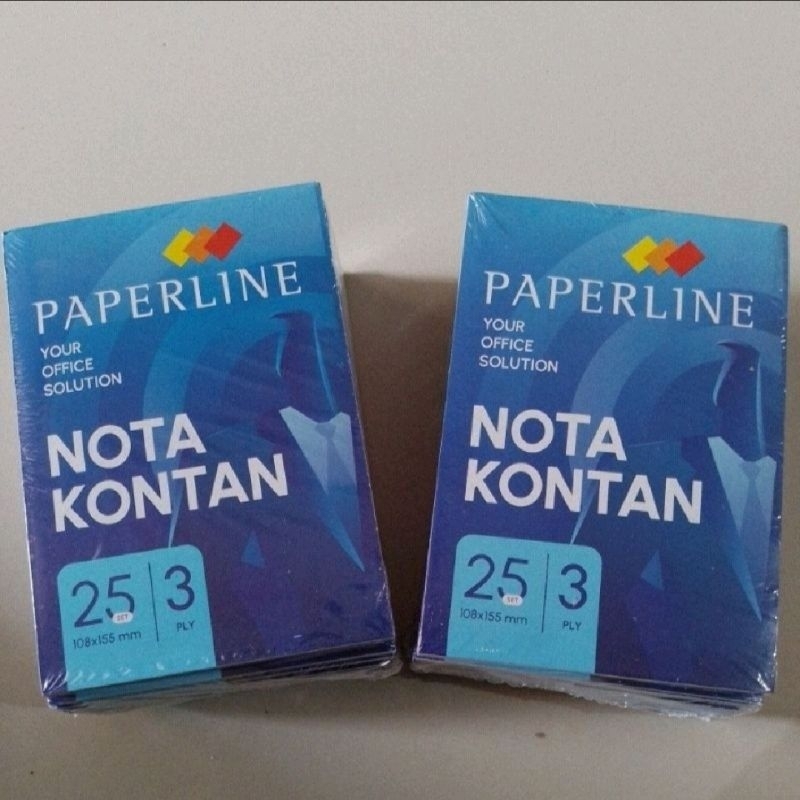 PAPERLINE
YOUR
OFFICE
SOLUTION
NOTA
KONTAN
25 SET
108x155 mm
3
PLY
PAPERLINE
YOUR
OFFICE
SOLUTION
NOTA
KONTAN
25 SET
108x155 mm
3
PLY